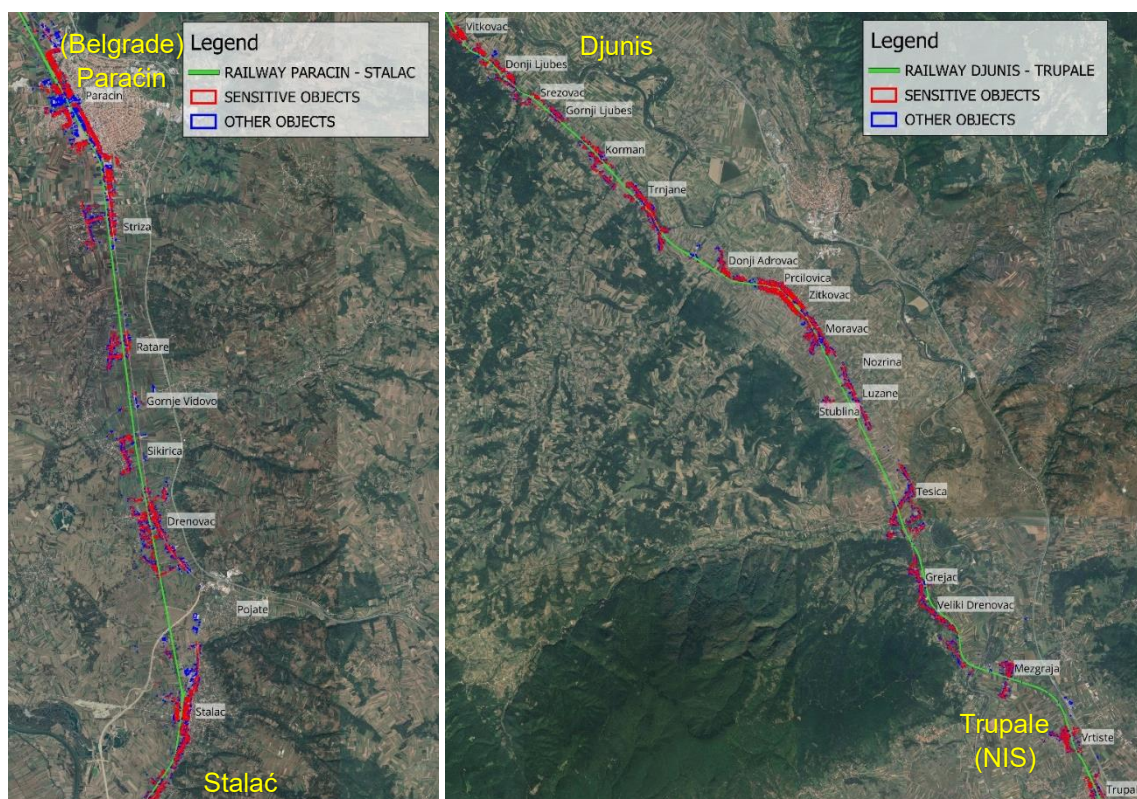 (Belgrade)
Paraćin
Legend
RAILWAY PARACIN - STALAC
SENSITIVE OBJECTS
OTHER OBJECTS
Paracin
Striza
Ratare
Gornje Vidovo
Sikirica
Drenovac
Pojate
Stalac
Stalać
Djunis
Legend
RAILWAY DJUNIS - TRUPALE
SENSITIVE OBJECTS
OTHER OBJECTS
Vitkovac
Donji Ljubes
Srezovac
Gornji Ljubes
Korman
Trnjane
Donji Adrovac
Prcilovica
Zitkovac
Moravac
Nozrina
Luzane
Stublina
Tesica
Grejac
Veliki Drenovac
Mezgraja
Trupale
(NIS)
Vrtiste
Trupa